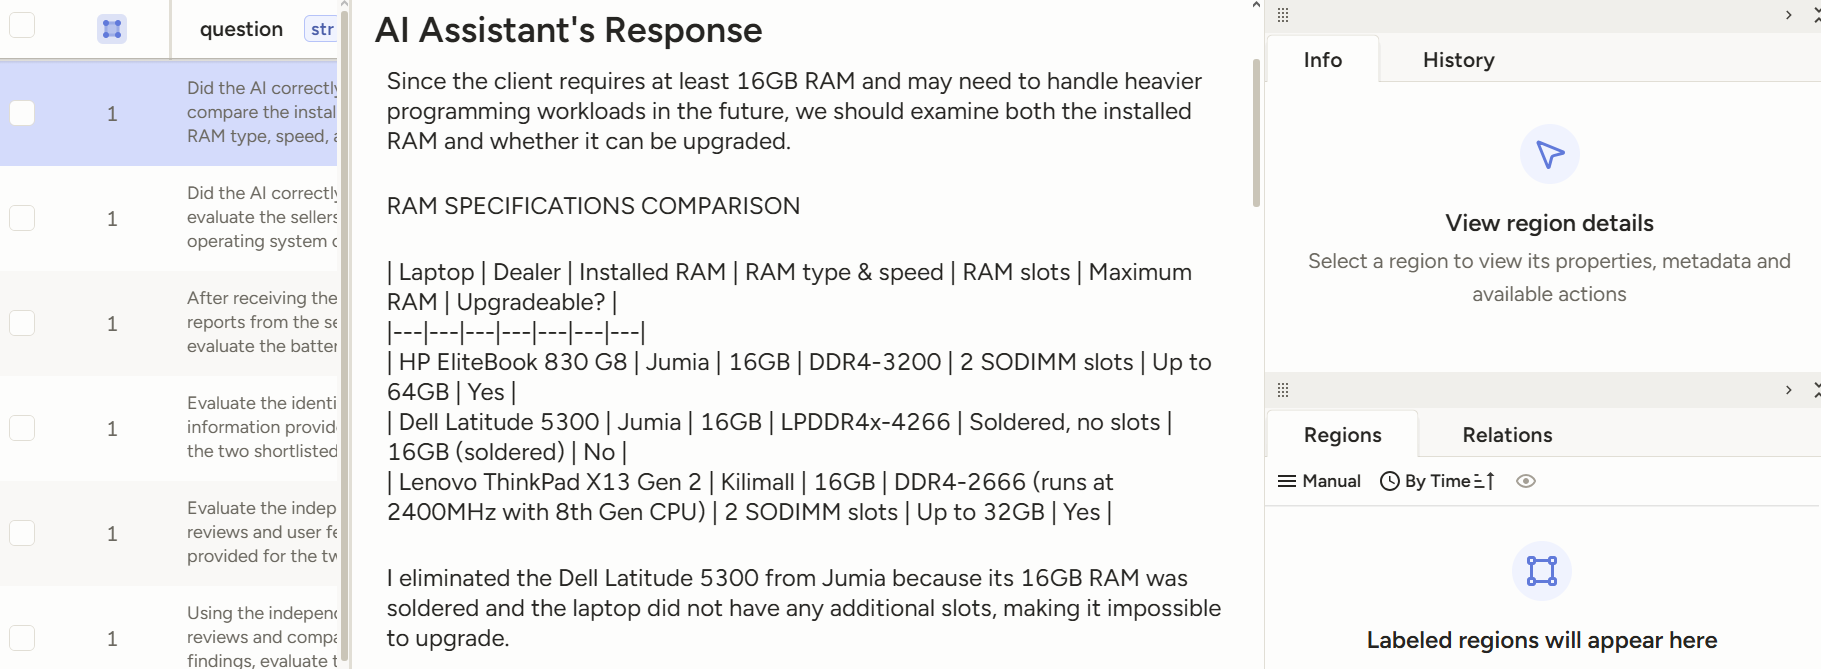 question str
1 Did the AI correctly
compare the instal
RAM type, speed, a
1 Did the AI correctly
evaluate the sellers
operating system c
1 After receiving the
reports from the se
evaluate the batter
1 Evaluate the identi
information provid
the two shortlisted
1 Evaluate the indep
reviews and user fe
provided for the tw
1 Using the independ
reviews and compa
findings, evaluate t
AI Assistant's Response
Since the client requires at least 16GB RAM and may need to handle heavier
programming workloads in the future, we should examine both the installed
RAM and whether it can be upgraded.
RAM SPECIFICATIONS COMPARISON
| Laptop | Dealer | Installed RAM | RAM type & speed | RAM slots | Maximum
RAM | Upgradeable? |
|---|---|---|---|---|---|---|
| HP EliteBook 830 G8 | Jumia | 16GB | DDR4-3200 | 2 SODIMM slots | Up to
64GB | Yes |
| Dell Latitude 5300 | Jumia | 16GB | LPDDR4x-4266 | Soldered, no slots |
16GB (soldered) | No |
| Lenovo ThinkPad X13 Gen 2 | Kilimall | 16GB | DDR4-2666 (runs at
2400MHz with 8th Gen CPU) | 2 SODIMM slots | Up to 32GB | Yes |
I eliminated the Dell Latitude 5300 from Jumia because its 16GB RAM was
soldered and the laptop did not have any additional slots, making it impossible
to upgrade.
Info History
View region details
Select a region to view its properties, metadata and
available actions
Regions Relations
Manual By Time
Labeled regions will appear here